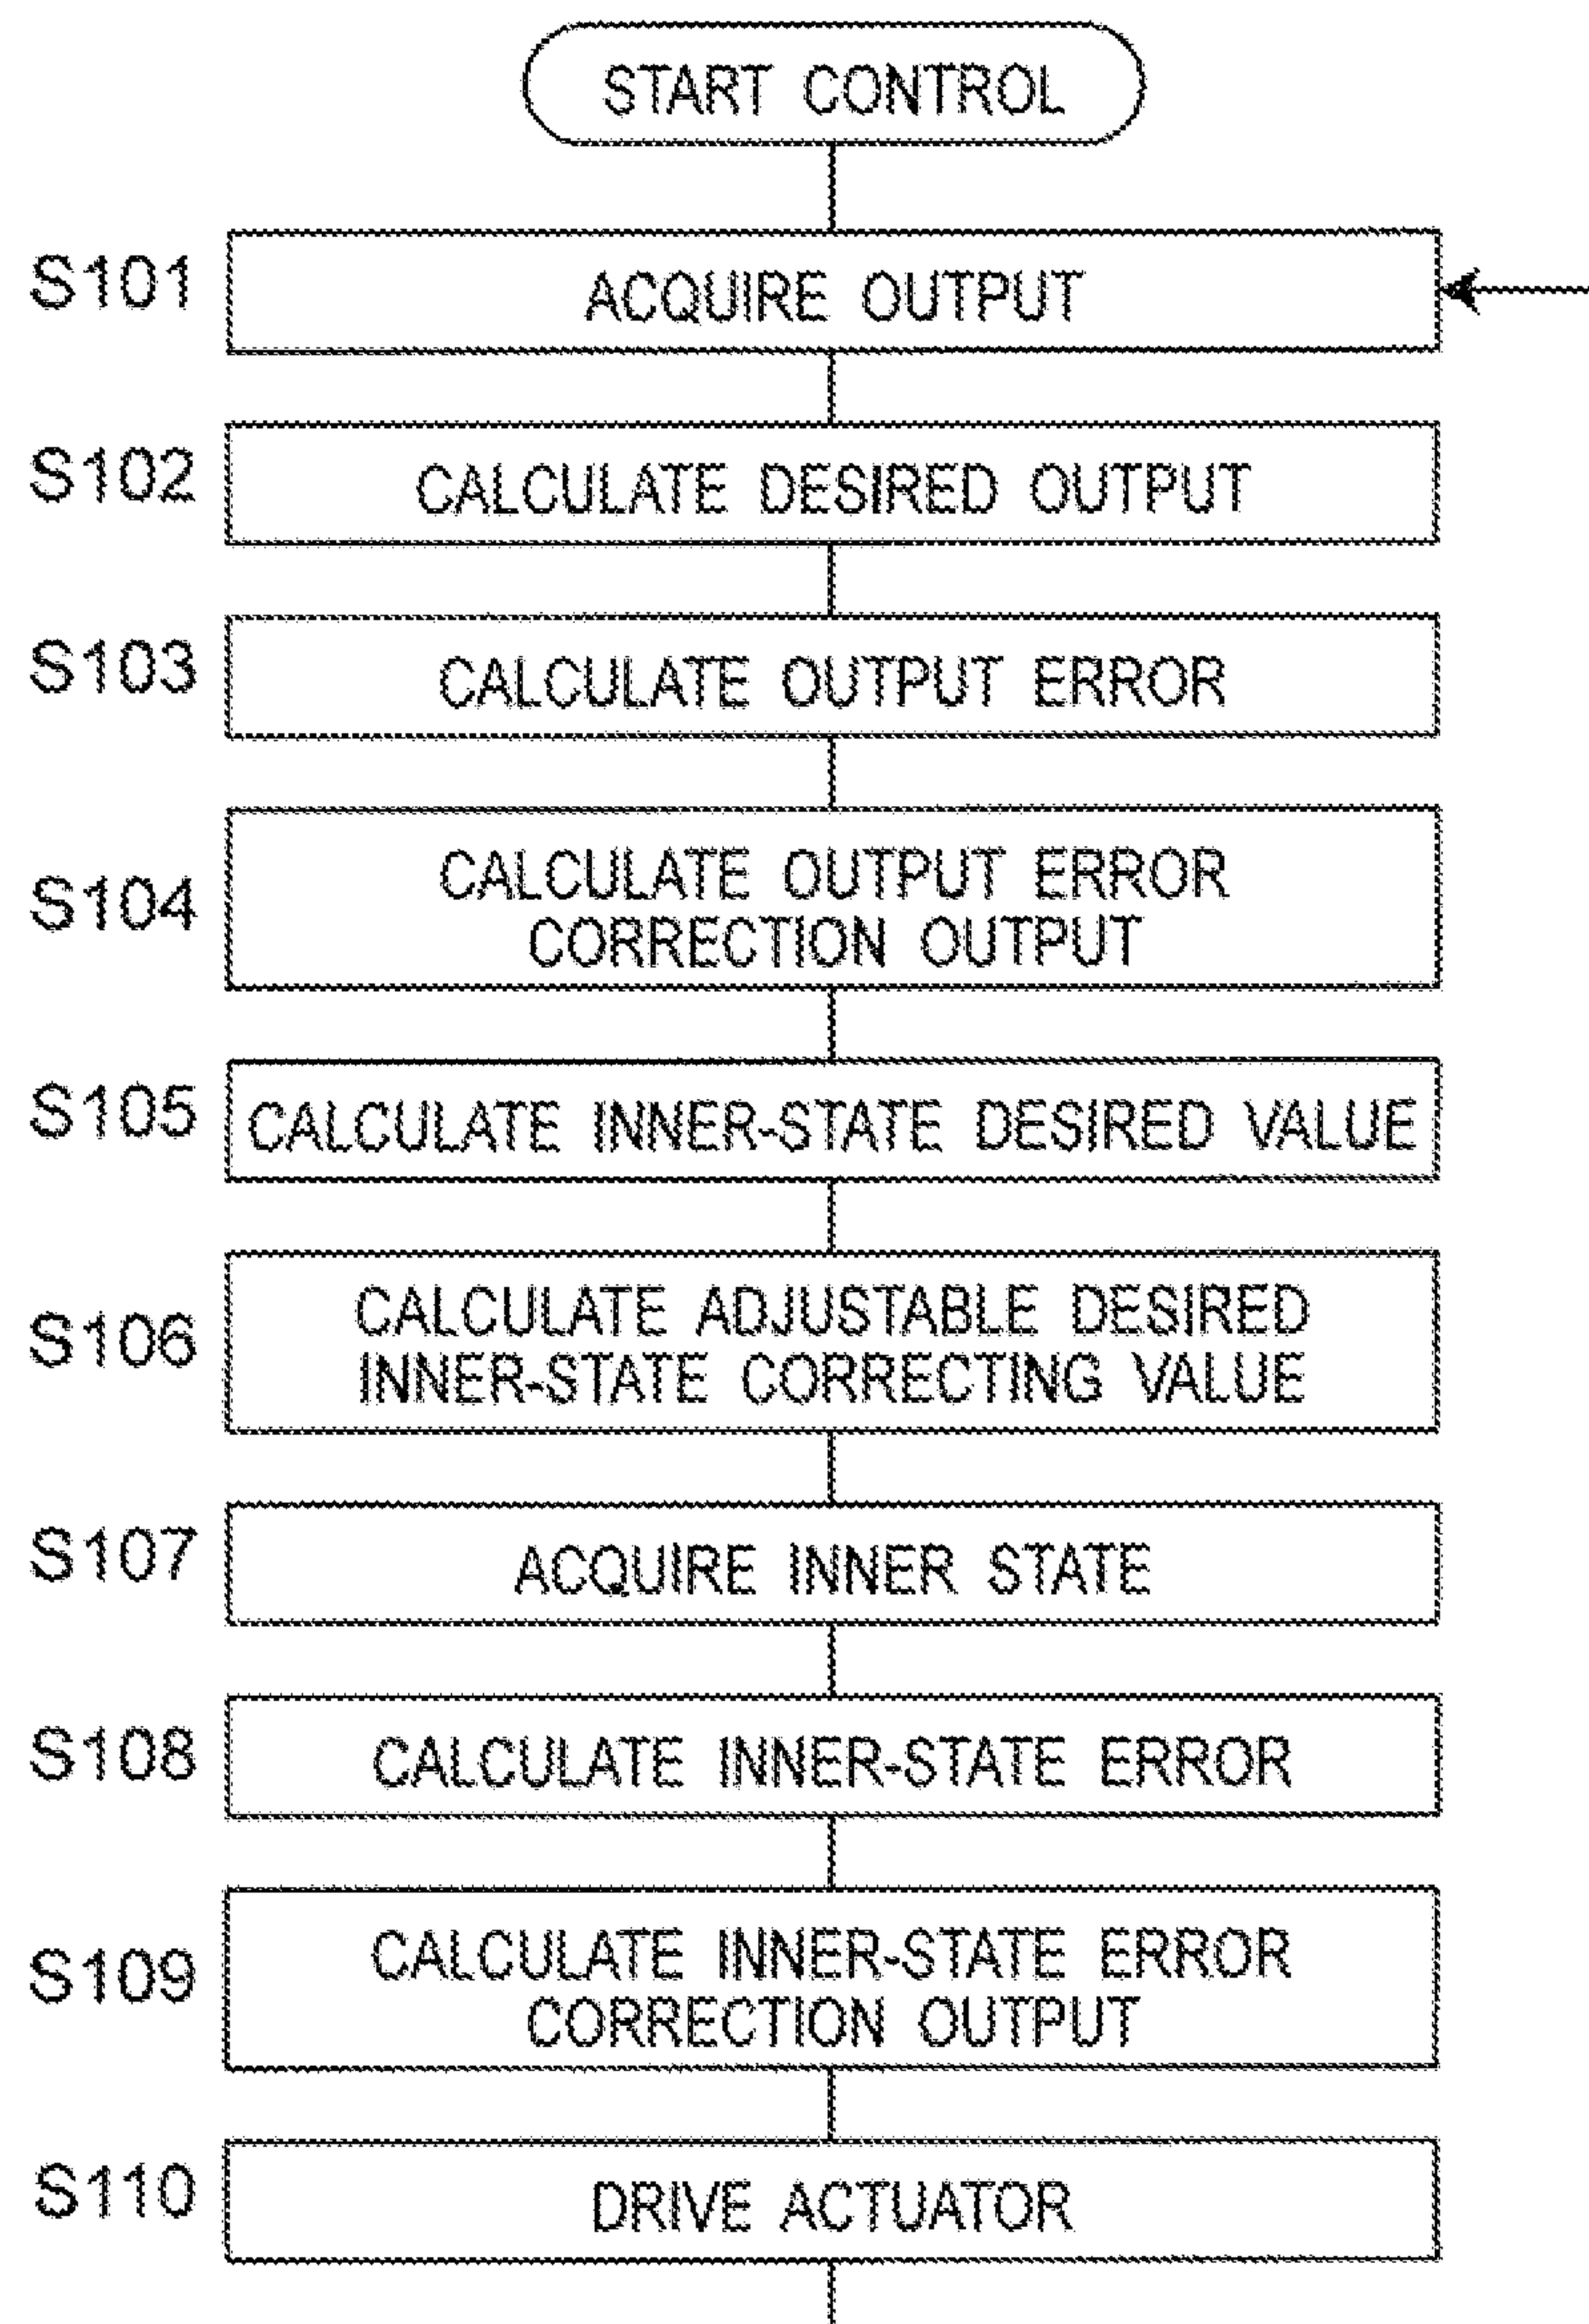 START CONTROL
S101
ACQUIRE OUTPUT
S102
CALCULATE DESIRED OUTPUT
S103
CALCULATE OUTPUT ERROR
S104
CALCULATE OUTPUT ERROR
CORRECTION OUTPUT
S105
CALCULATE INNER-STATE DESIRED VALUE
S106
CALCULATE ADJUSTABLE DESIRED
INNER-STATE CORRECTING VALUE
S107
ACQUIRE INNER STATE
S108
CALCULATE INNER-STATE ERROR
S109
CALCULATE INNER-STATE ERROR
CORRECTION OUTPUT
S110
DRIVE ACTUATOR